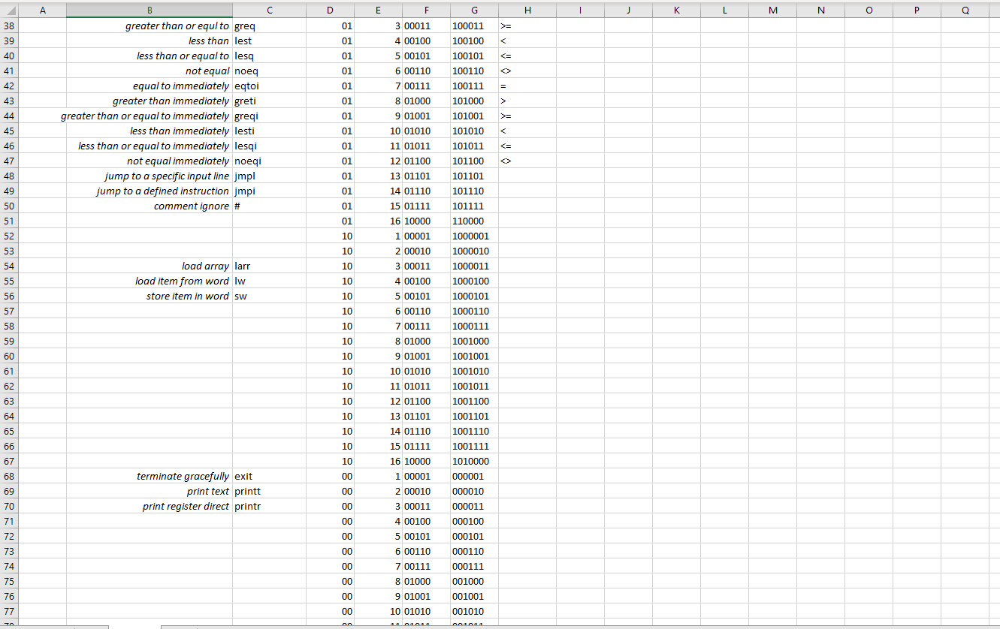 A B C D E F G H I J K L M N O P Q
38 greater than or equl to greq 01 3 00011 100011 >=
39 less than lest 01 4 00100 100100 <
40 less than or equal to lesq 01 5 00101 100101 <=
41 not equal noeq 01 6 00110 100110 <>
42 equal to immediately eqtoi 01 7 00111 100111 =
43 greater than immediately greti 01 8 01000 101000 >
44 greater than or equal to immediately greqi 01 9 01001 101001 >=
45 less than immediately lesti 01 10 01010 101010 <
46 less than or equal to immediately lesqi 01 11 01011 101011 <=
47 not equal immediately noeqi 01 12 01100 101100 <>
48 jump to a specific input line jmpl 01 13 01101 101101
49 jump to a defined instruction jmpi 01 14 01110 101110
50 comment ignore # 01 15 01111 101111
51 01 16 10000 110000
52 10 1 00001 1000001
53 10 2 00010 1000010
54 load array larr 10 3 00011 1000011
55 load item from word lw 10 4 00100 1000100
56 store item in word sw 10 5 00101 1000101
57 10 6 00110 1000110
58 10 7 00111 1000111
59 10 8 01000 1001000
60 10 9 01001 1001001
61 10 10 01010 1001010
62 10 11 01011 1001011
63 10 12 01100 1001100
64 10 13 01101 1001101
65 10 14 01110 1001110
66 10 15 01111 1001111
67 10 16 10000 1010000
68 terminate gracefully exit 00 1 00001 000001
69 print text printt 00 2 00010 000010
70 print register direct printr 00 3 00011 000011
71 00 4 00100 000100
72 00 5 00101 000101
73 00 6 00110 000110
74 00 7 00111 000111
75 00 8 01000 001000
76 00 9 01001 001001
77 00 10 01010 001010
78 00 11 01011 001011